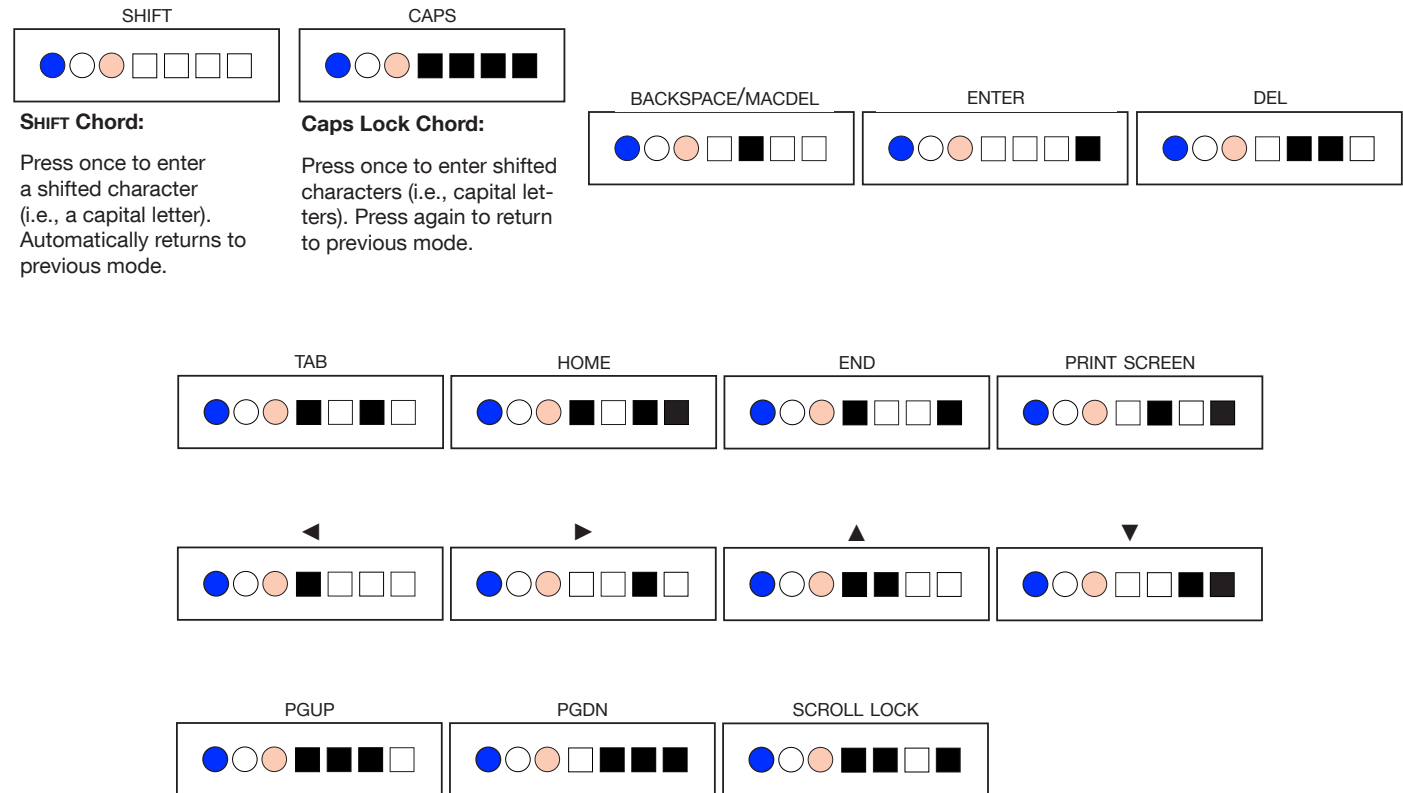 SHIFT
CAPS
SHIFT Chord:
Press once to enter
a shifted character
(i.e., a capital letter).
Automatically returns to
previous mode.
Caps Lock Chord:
Press once to enter shifted
characters (i.e., capital let-
ters). Press again to return
to previous mode.
BACKSPACE/MACDEL
ENTER
DEL
TAB
HOME
END
PRINT SCREEN
◀
▶
▲
▼
PGUP
PGDN
SCROLL LOCK